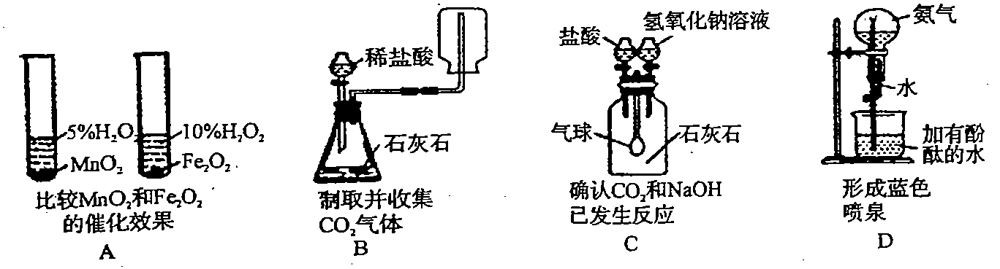 5%H2O2
10%H2O2
MnO2
Fe2O2
比较MnO2和Fe2O2
的催化效果
A
稀盐酸
石灰石
制取并收集
CO2气体
B
盐酸
氢氧化钠溶液
气球
石灰石
确认CO2和NaOH
已发生反应
C
氨气
水
加有酚
酞的水
形成蓝色
喷泉
D